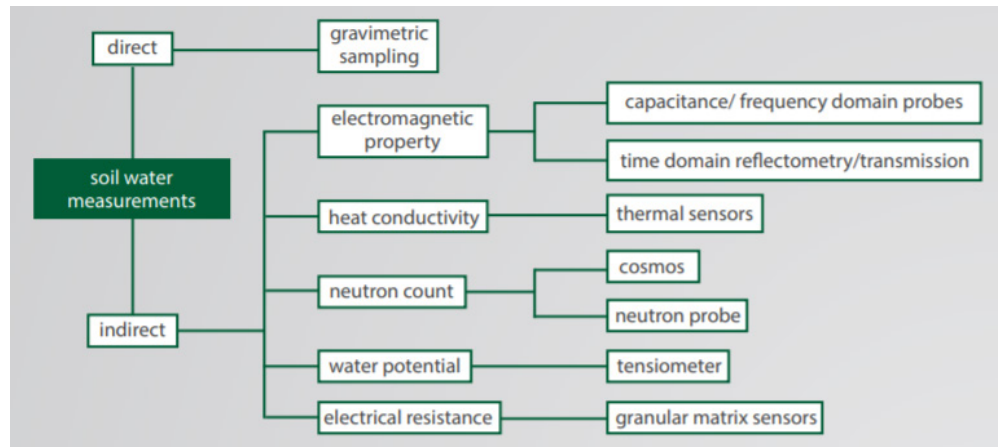 direct
gravimetric
sampling
electromagnetic
property
capacitance/ frequency domain probes
time domain reflectometry/transmission
soil water
measurements
heat conductivity
thermal sensors
neutron count
cosmos
neutron probe
indirect
water potential
tensiometer
electrical resistance
granular matrix sensors